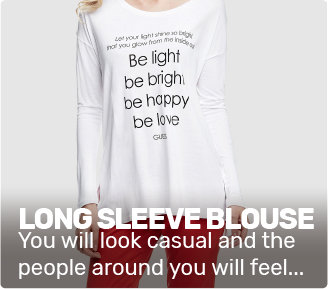 Let your light shine so bright
that you glow from the inside out
Be light
be bright
be happy
be love
GUESS
LONG SLEEVE BLOUSE
You will look casual and the
people around you will feel...